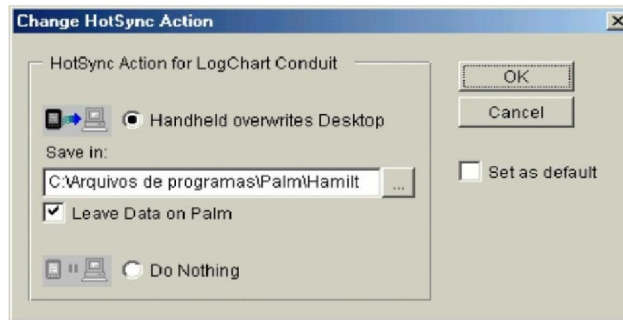 Change HotSync Action
HotSync Action for LogChart Conduit
Handheld overwrites Desktop
Save in:
C:\Arquivos de programas\Palm\Hamilt
...
Leave Data on Palm
Do Nothing
OK
Cancel
Set as default